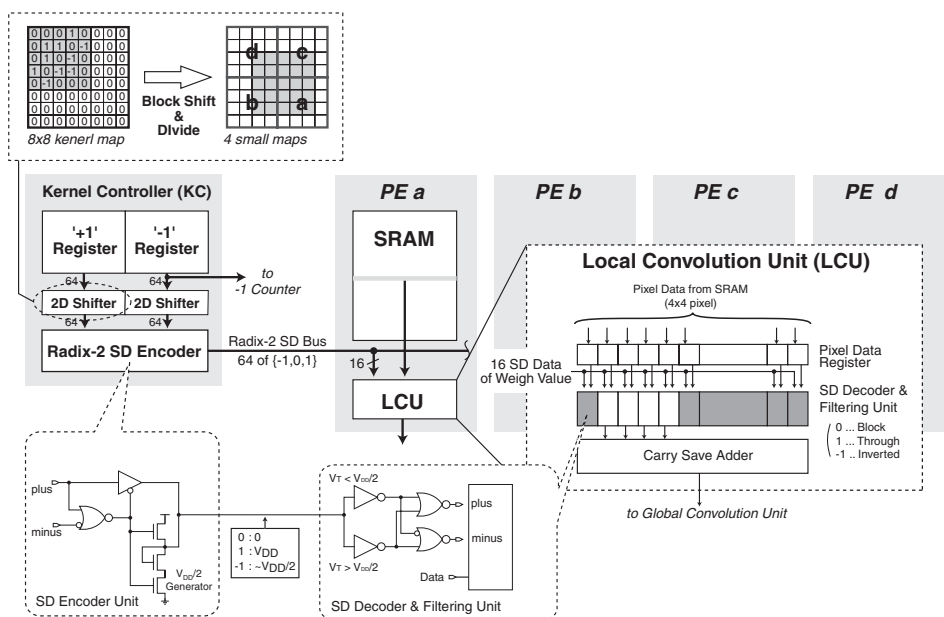 0 0 0 1 0 0 0 0
0 1 1 0 -1 0 0 0
0 1 0 -1 0 0 0 0
1 0 -1 -1 0 0 0 0
0 -1 0 0 0 0 0 0
0 0 0 0 0 0 0 0
0 0 0 0 0 0 0 0
0 0 0 0 0 0 0 0
8x8 kenerl map
Block Shift
&
DIvide
d c
b a
4 small maps
Kernel Controller (KC)
'+1'
Register
'-1'
Register
64
64
to
-1 Counter
2D Shifter
2D Shifter
64
64
Radix-2 SD Encoder
Radix-2 SD Bus
64 of {-1,0,1}
PE a
PE b
PE c
PE d
SRAM
16
LCU
Local Convolution Unit (LCU)
Pixel Data from SRAM
(4x4 pixel)
Pixel Data
Register
16 SD Data
of Weigh Value
SD Decoder &
Filtering Unit
0 ... Block
1 ... Through
-1 .. Inverted
Carry Save Adder
to Global Convolution Unit
plus
minus
VDD/2
Generator
SD Encoder Unit
0 : 0
1 : VDD
-1 : ~VDD/2
VT < VDD/2
VT > VDD/2
plus
minus
Data
SD Decoder & Filtering Unit